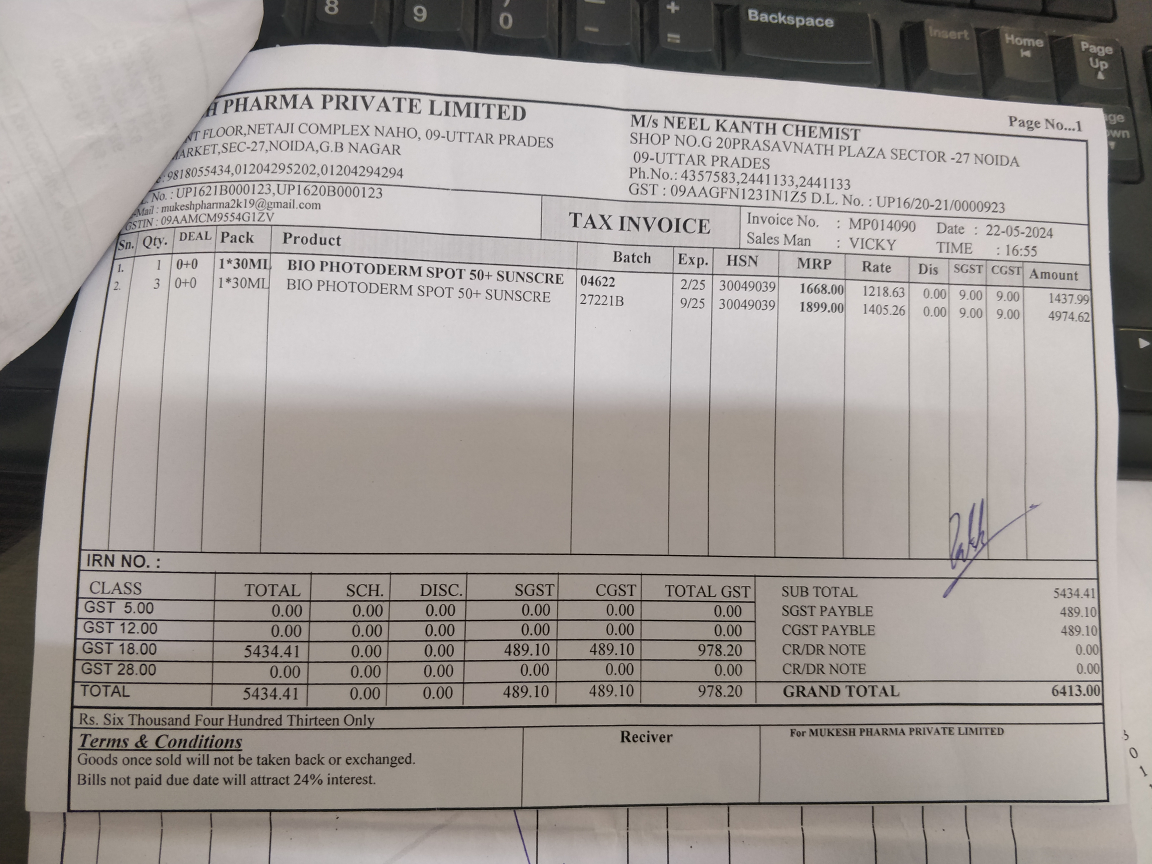 8 9 0 - + = Backspace Insert Home Page Up
H PHARMA PRIVATE LIMITED
NT FLOOR,NETAJI COMPLEX NAHO, 09-UTTAR PRADES
MARKET,SEC-27,NOIDA,G.B NAGAR
: 9818055434,01204295202,01204294294
No. : UP1621B000123,UP1620B000123
Mail : mukeshpharma2k19@gmail.com
GSTIN : 09AAMCM9554G1ZV
M/s NEEL KANTH CHEMIST
Page No...1
SHOP NO.G 20PRASAVNATH PLAZA SECTOR -27 NOIDA
09-UTTAR PRADES
Ph.No.: 4357583,2441133,2441133
GST : 09AAGFN1231N1Z5 D.L. No. : UP16/20-21/0000923
TAX INVOICE
Invoice No. : MP014090 Date : 22-05-2024
Sales Man : VICKY TIME : 16:55
Sn. Qty. DEAL Pack Product Batch Exp. HSN MRP Rate Dis SGST CGST Amount
1. 1 0+0 1*30ML BIO PHOTODERM SPOT 50+ SUNSCRE 04622 2/25 30049039 1668.00 1218.63 0.00 9.00 9.00 1437.99
2. 3 0+0 1*30ML BIO PHOTODERM SPOT 50+ SUNSCRE 27221B 9/25 30049039 1899.00 1405.26 0.00 9.00 9.00 4974.62
IRN NO. :
CLASS TOTAL SCH. DISC. SGST CGST TOTAL GST
GST 5.00 0.00 0.00 0.00 0.00 0.00 0.00
GST 12.00 0.00 0.00 0.00 0.00 0.00 0.00
GST 18.00 5434.41 0.00 0.00 489.10 489.10 978.20
GST 28.00 0.00 0.00 0.00 0.00 0.00 0.00
TOTAL 5434.41 0.00 0.00 489.10 489.10 978.20
SUB TOTAL 5434.41
SGST PAYBLE 489.10
CGST PAYBLE 489.10
CR/DR NOTE 0.00
CR/DR NOTE 0.00
GRAND TOTAL 6413.00
Rs. Six Thousand Four Hundred Thirteen Only
Terms & Conditions
Goods once sold will not be taken back or exchanged.
Bills not paid due date will attract 24% interest.
Reciver
For MUKESH PHARMA PRIVATE LIMITED